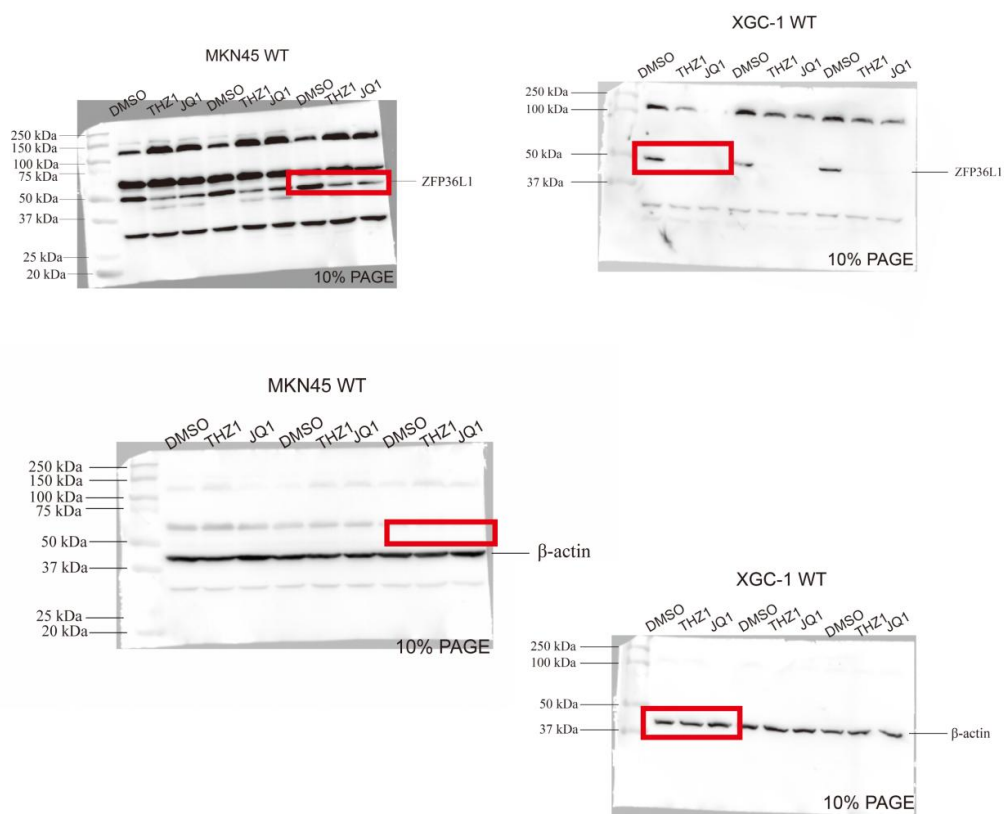 MKN45 WT
DMSO THZ1 JQ1 DMSO THZ1 JQ1 DMSO THZ1 JQ1
250 kDa
150 kDa
100 kDa
75 kDa
50 kDa
37 kDa
25 kDa
20 kDa
ZFP36L1
10% PAGE
XGC-1 WT
DMSO THZ1 JQ1 DMSO THZ1 JQ1 DMSO THZ1 JQ1
250 kDa
100 kDa
50 kDa
37 kDa
ZFP36L1
10% PAGE
MKN45 WT
DMSO THZ1 JQ1 DMSO THZ1 JQ1 DMSO THZ1 JQ1
250 kDa
150 kDa
100 kDa
75 kDa
50 kDa
37 kDa
25 kDa
20 kDa
β-actin
10% PAGE
XGC-1 WT
DMSO THZ1 JQ1 DMSO THZ1 JQ1 DMSO THZ1 JQ1
250 kDa
100 kDa
50 kDa
37 kDa
β-actin
10% PAGE